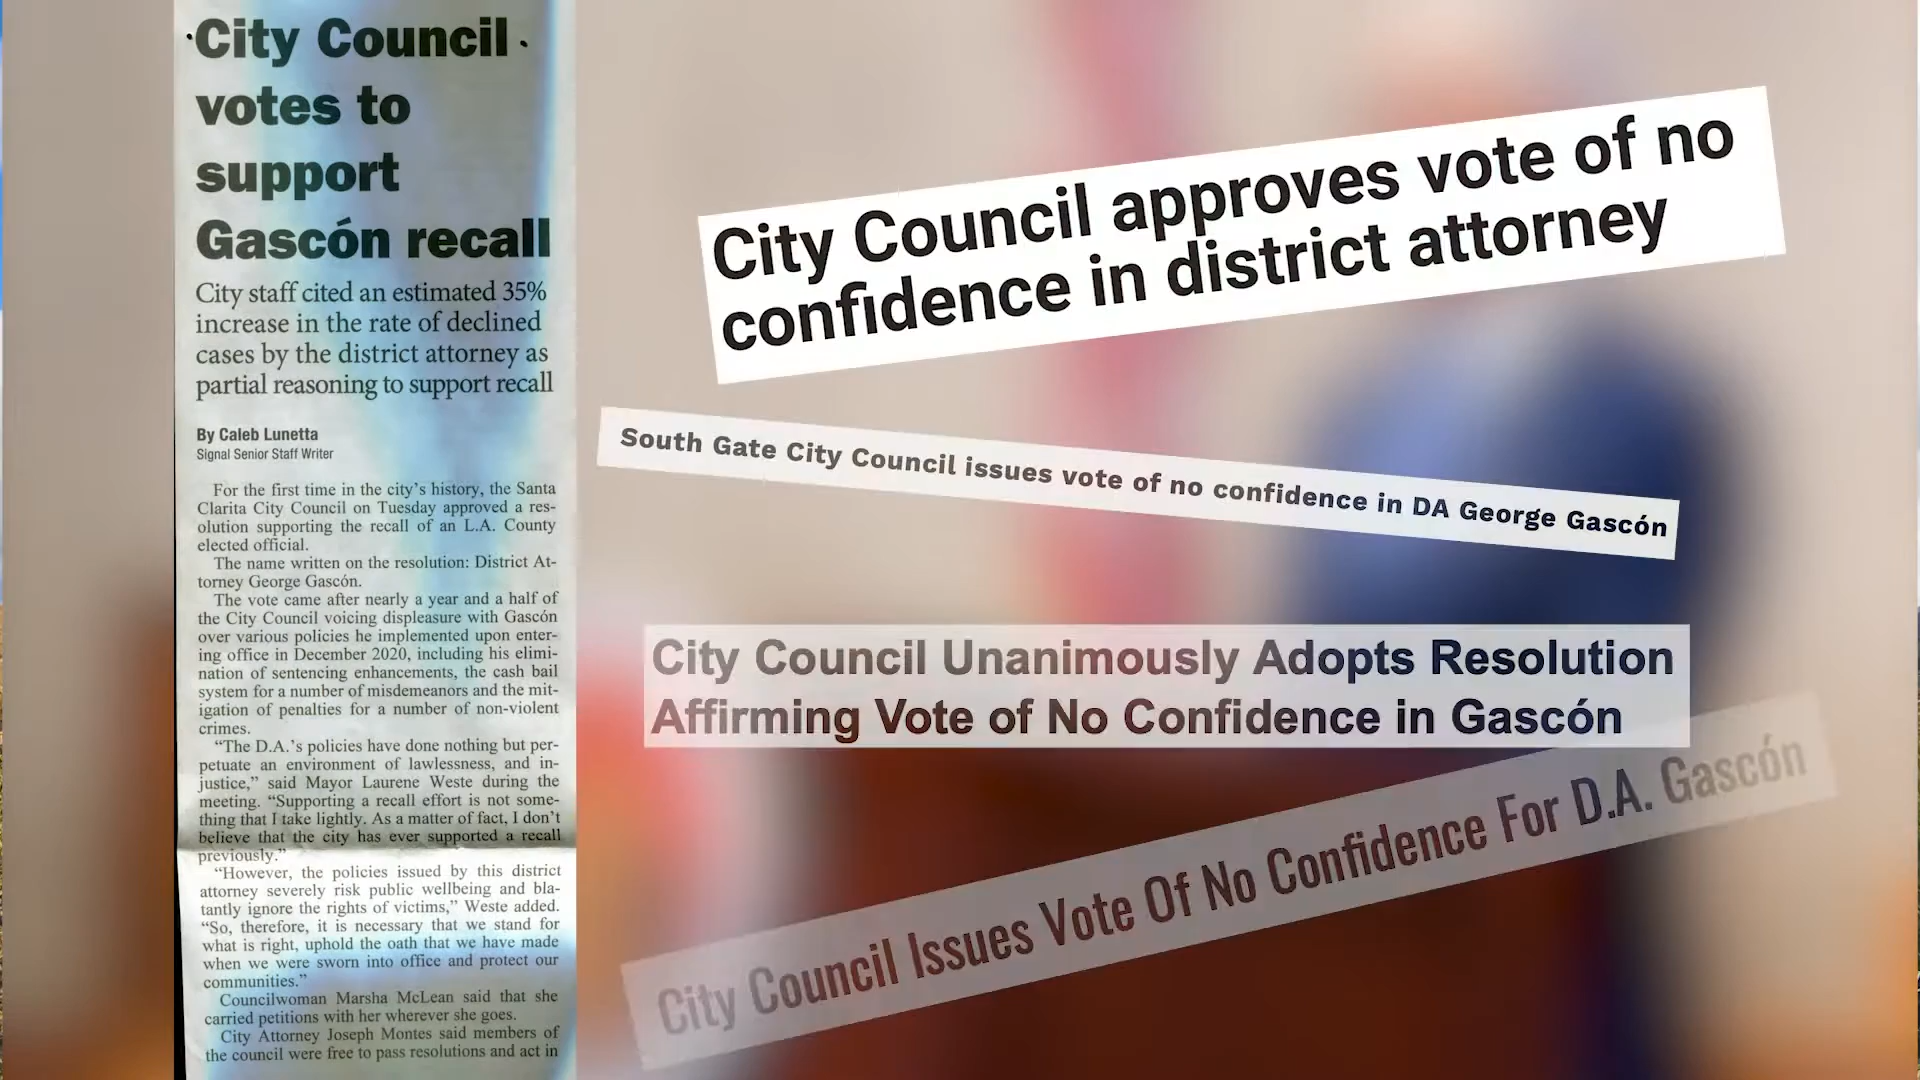 City Council
votes to
support
Gascón recall
City staff cited an estimated 35%
increase in the rate of declined
cases by the district attorney as
partial reasoning to support recall
By Caleb Lunetta
Signal Senior Staff Writer
For the first time in the city's history, the Santa
Clarita City Council on Tuesday approved a res-
olution supporting the recall of an L.A. County
elected official.
The name written on the resolution: District At-
torney George Gascón.
The vote came after nearly a year and a half of
the City Council voicing displeasure with Gascón
over various policies he implemented upon enter-
ing office in December 2020, including his elimi-
nation of sentencing enhancements, the cash bail
system for a number of misdemeanors and the mit-
igation of penalties for a number of non-violent
crimes.
“The D.A.’s policies have done nothing but per-
petuate an environment of lawlessness, and in-
justice,” said Mayor Laurene Weste during the
meeting. “Supporting a recall effort is not some-
thing that I take lightly. As a matter of fact, I don’t
believe that the city has ever supported a recall
previously.”
“However, the policies issued by this district
attorney severely risk public wellbeing and bla-
tantly ignore the rights of victims,” Weste added.
“So, therefore, it is necessary that we stand for
what is right, uphold the oath that we have made
when we were sworn into office and protect our
communities.”
Councilwoman Marsha McLean said that she
carried petitions with her wherever she goes.
City Attorney Joseph Montes said members of
the council were free to pass resolutions and act in
City Council approves vote of no
confidence in district attorney
South Gate City Council issues vote of no confidence in DA George Gascón
City Council Unanimously Adopts Resolution
Affirming Vote of No Confidence in Gascón
City Council Issues Vote Of No Confidence For D.A. Gascón